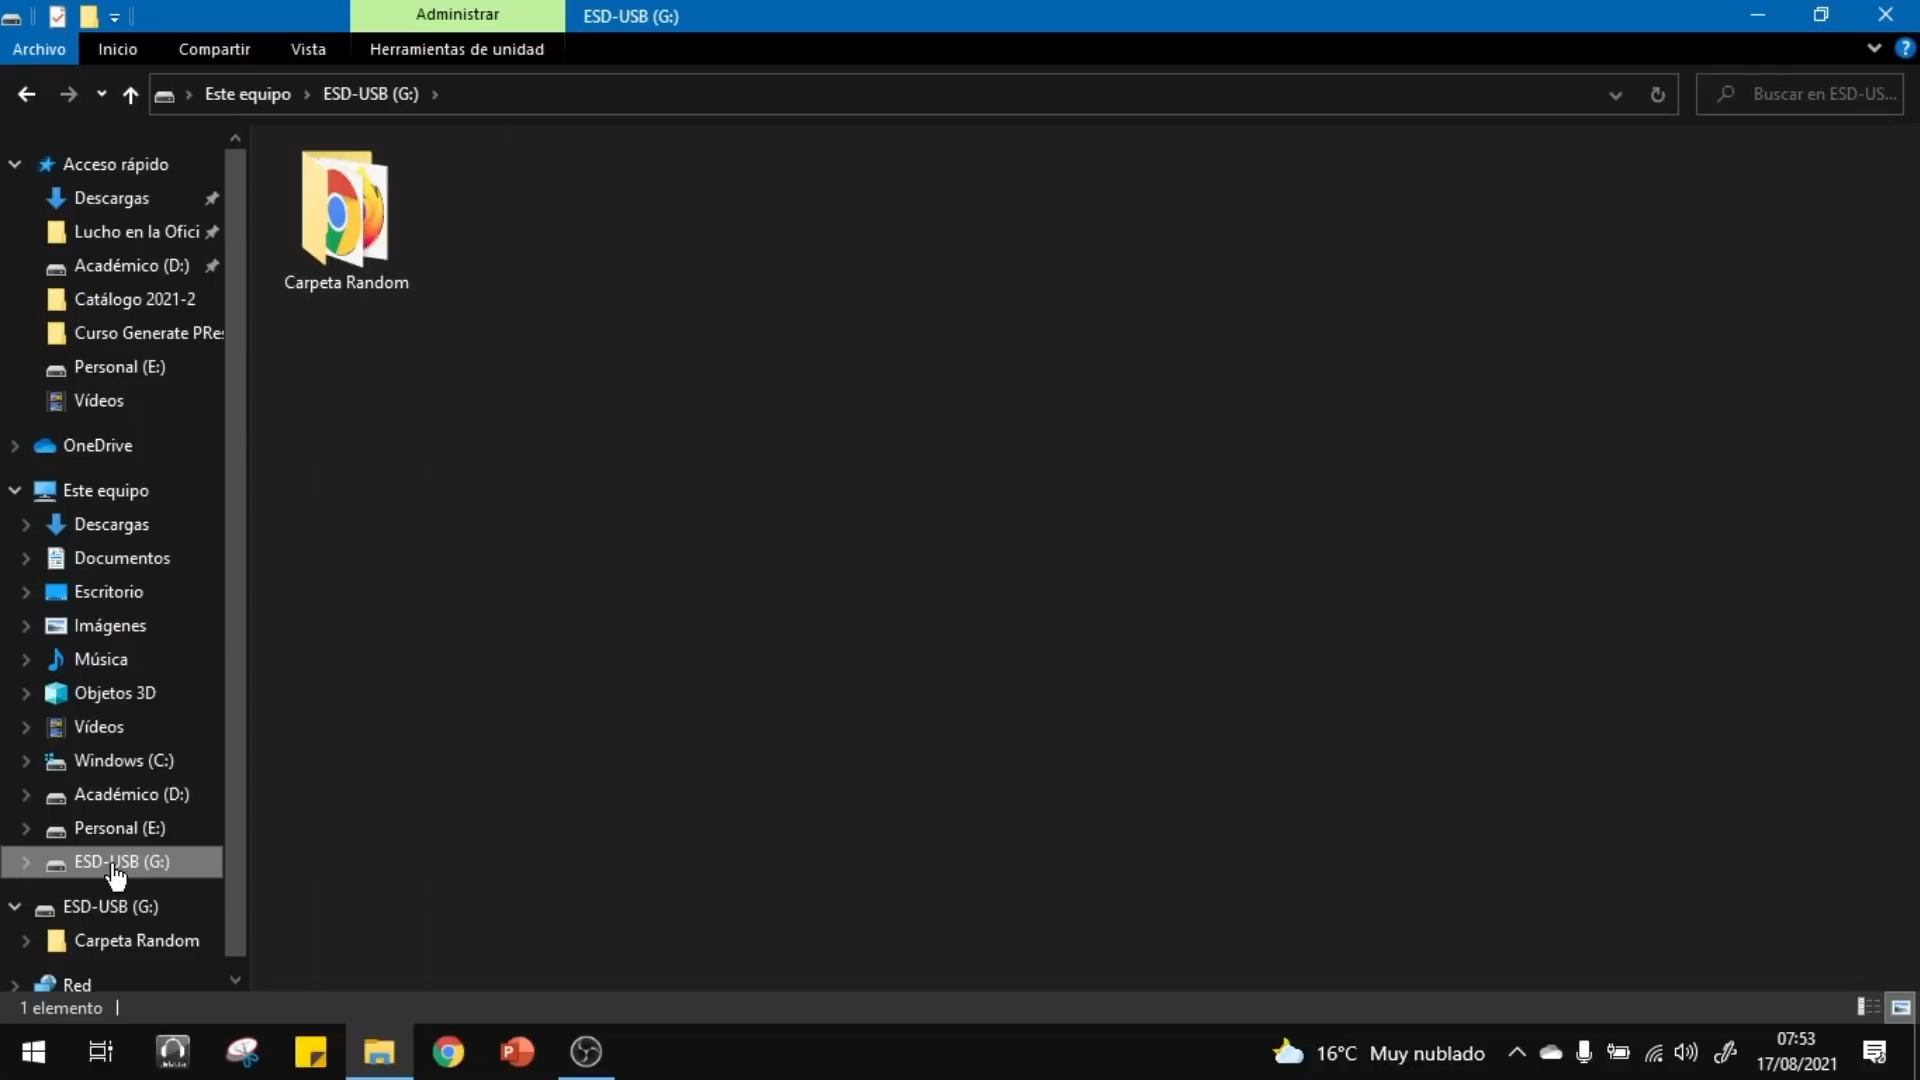 Administrar
ESD-USB (G:)
Archivo
Inicio
Compartir
Vista
Herramientas de unidad
Este equipo
ESD-USB (G:)
Buscar en ESD-US...
Acceso rápido
Descargas
Lucho en la Ofici
Académico (D:)
Catálogo 2021-2
Curso Generate PRes
Personal (E:)
Vídeos
OneDrive
Este equipo
Descargas
Documentos
Escritorio
Imágenes
Música
Objetos 3D
Vídeos
Windows (C:)
Académico (D:)
Personal (E:)
ESD-USB (G:)
ESD-USB (G:)
Carpeta Random
Red
Carpeta Random
1 elemento
16°C Muy nublado
07:53
17/08/2021